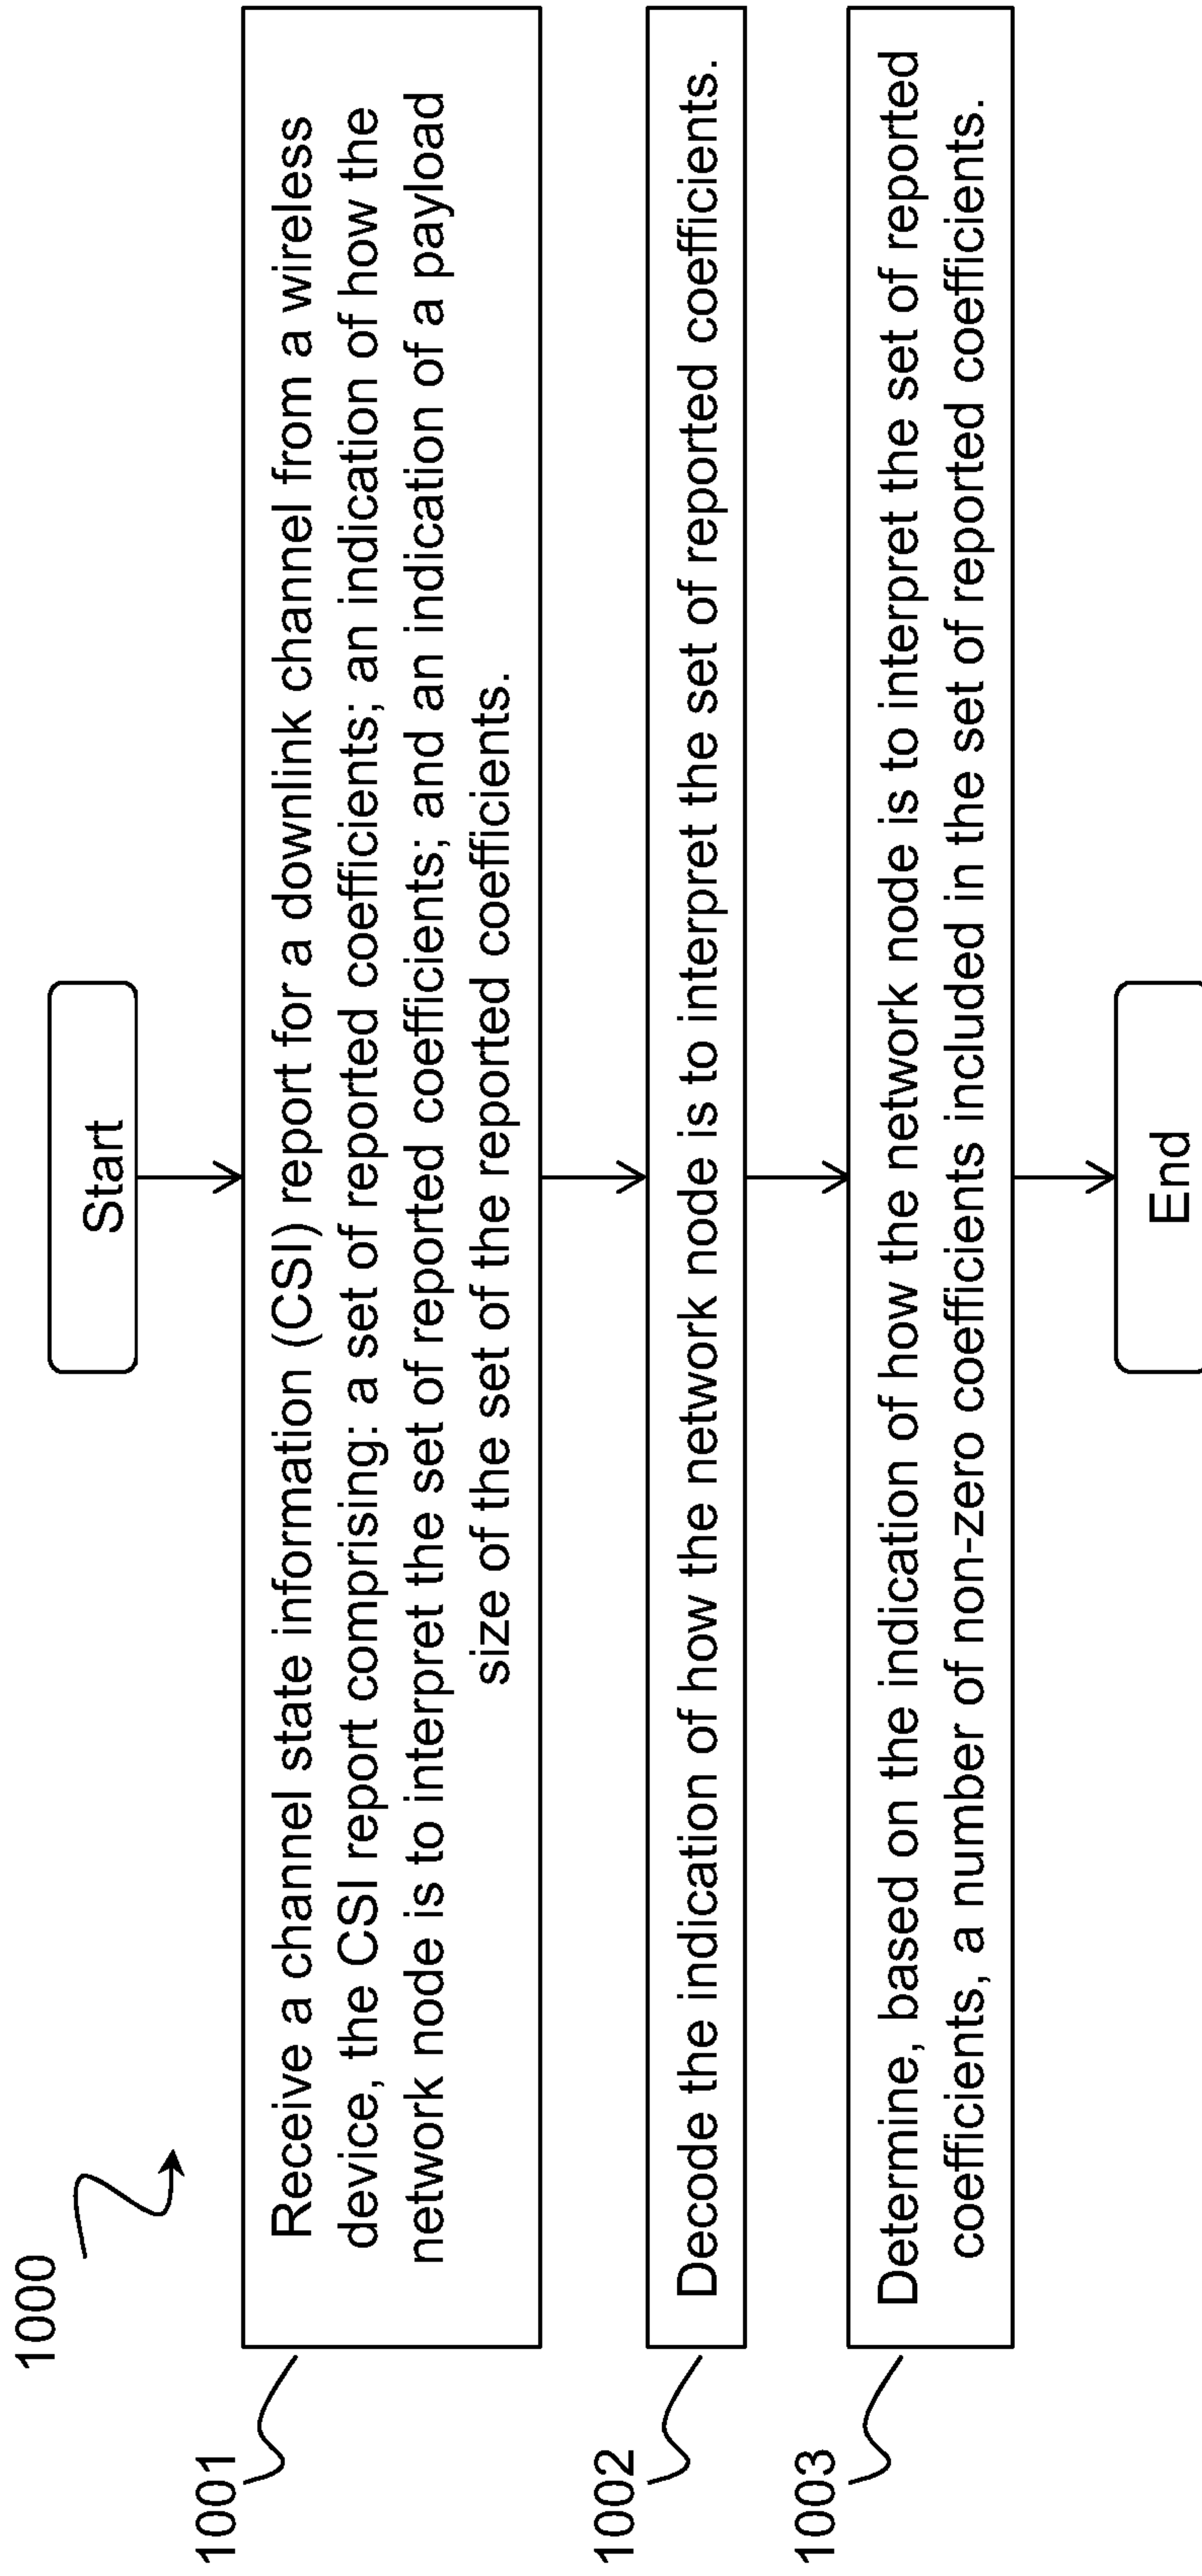 1000
Start
1001
Receive a channel state information (CSI) report for a downlink channel from a wireless
device, the CSI report comprising: a set of reported coefficients; an indication of how the
network node is to interpret the set of reported coefficients; and an indication of a payload
size of the set of the reported coefficients.
1002
Decode the indication of how the network node is to interpret the set of reported coefficients.
1003
Determine, based on the indication of how the network node is to interpret the set of reported
coefficients, a number of non-zero coefficients included in the set of reported coefficients.
End